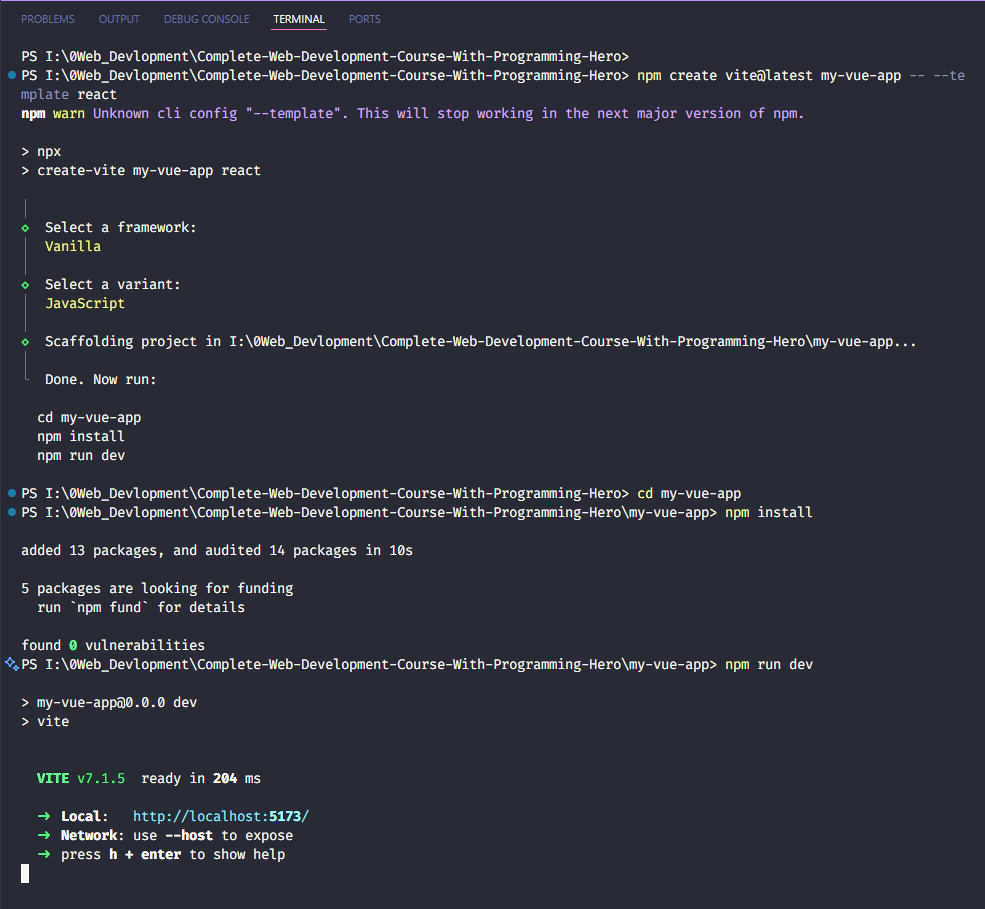 PROBLEMS OUTPUT DEBUG CONSOLE TERMINAL PORTS
PS I:\0Web_Devlopment\Complete-Web-Development-Course-With-Programming-Hero>
PS I:\0Web_Devlopment\Complete-Web-Development-Course-With-Programming-Hero> npm create vite@latest my-vue-app -- --te
mplate react
npm warn Unknown cli config "--template". This will stop working in the next major version of npm.
> npx
> create-vite my-vue-app react
Select a framework:
Vanilla
Select a variant:
JavaScript
Scaffolding project in I:\0Web_Devlopment\Complete-Web-Development-Course-With-Programming-Hero\my-vue-app...
Done. Now run:
cd my-vue-app
npm install
npm run dev
PS I:\0Web_Devlopment\Complete-Web-Development-Course-With-Programming-Hero> cd my-vue-app
PS I:\0Web_Devlopment\Complete-Web-Development-Course-With-Programming-Hero\my-vue-app> npm install
added 13 packages, and audited 14 packages in 10s
5 packages are looking for funding
run `npm fund` for details
found 0 vulnerabilities
PS I:\0Web_Devlopment\Complete-Web-Development-Course-With-Programming-Hero\my-vue-app> npm run dev
> my-vue-app@0.0.0 dev
> vite
VITE v7.1.5 ready in 204 ms
➜ Local: http://localhost:5173/
➜ Network: use --host to expose
➜ press h + enter to show help